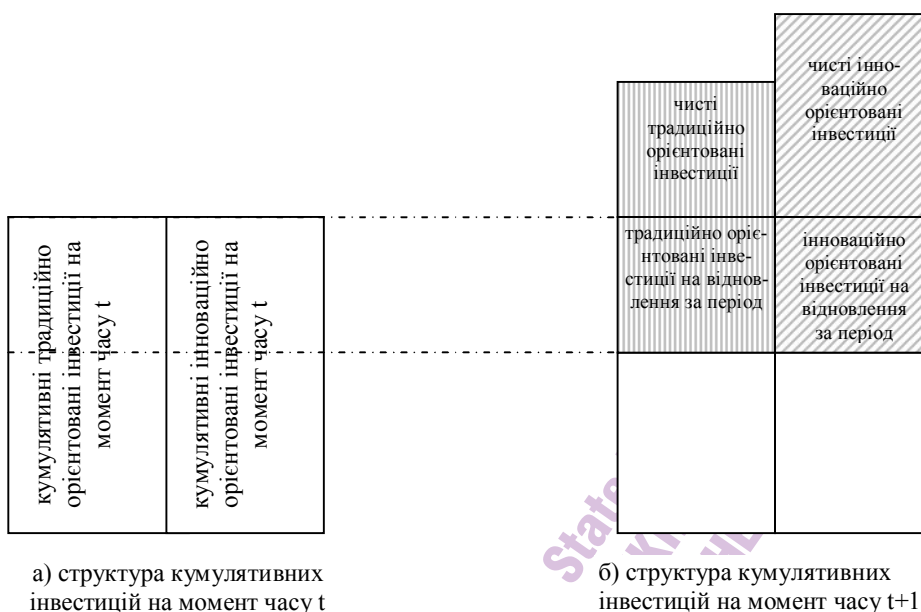 чисті інно-
ваційно
орієнтовані
інвестиції
чисті
традиційно
орієнтовані
інвестиції
традиційно оріє-
нтовані інве-
стиції на віднов-
лення за період
інноваційно
орієнтовані
інвестиції на
відновлення
за період
кумулятивні традиційно
орієнтовані інвестиції на
момент часу t
кумулятивні інноваційно
орієнтовані інвестиції на
момент часу t
State
а) структура кумулятивних
інвестицій на момент часу t
б) структура кумулятивних
інвестицій на момент часу t+1